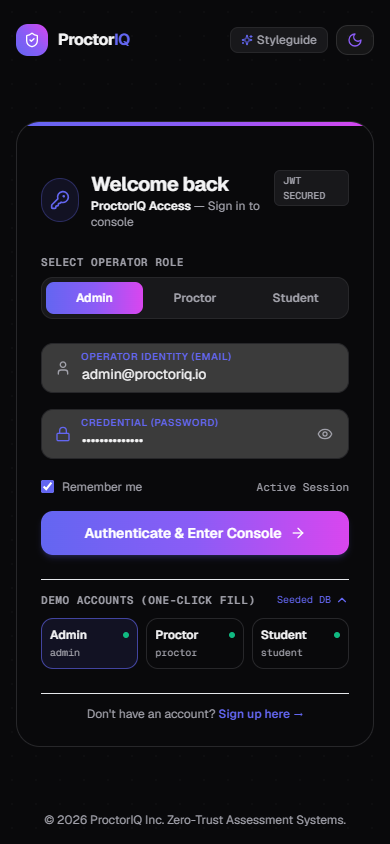 ProctorIQ
Styleguide
Welcome back
ProctorIQ Access — Sign in to
console
JWT
SECURED
SELECT OPERATOR ROLE
Admin
Proctor
Student
OPERATOR IDENTITY (EMAIL)
admin@proctoriq.io
CREDENTIAL (PASSWORD)
••••••••••••••
Remember me
Active Session
Authenticate & Enter Console →
DEMO ACCOUNTS (ONE-CLICK FILL)
Seeded DB
Admin
admin
Proctor
proctor
Student
student
Don't have an account? Sign up here →
© 2026 ProctorIQ Inc. Zero-Trust Assessment Systems.